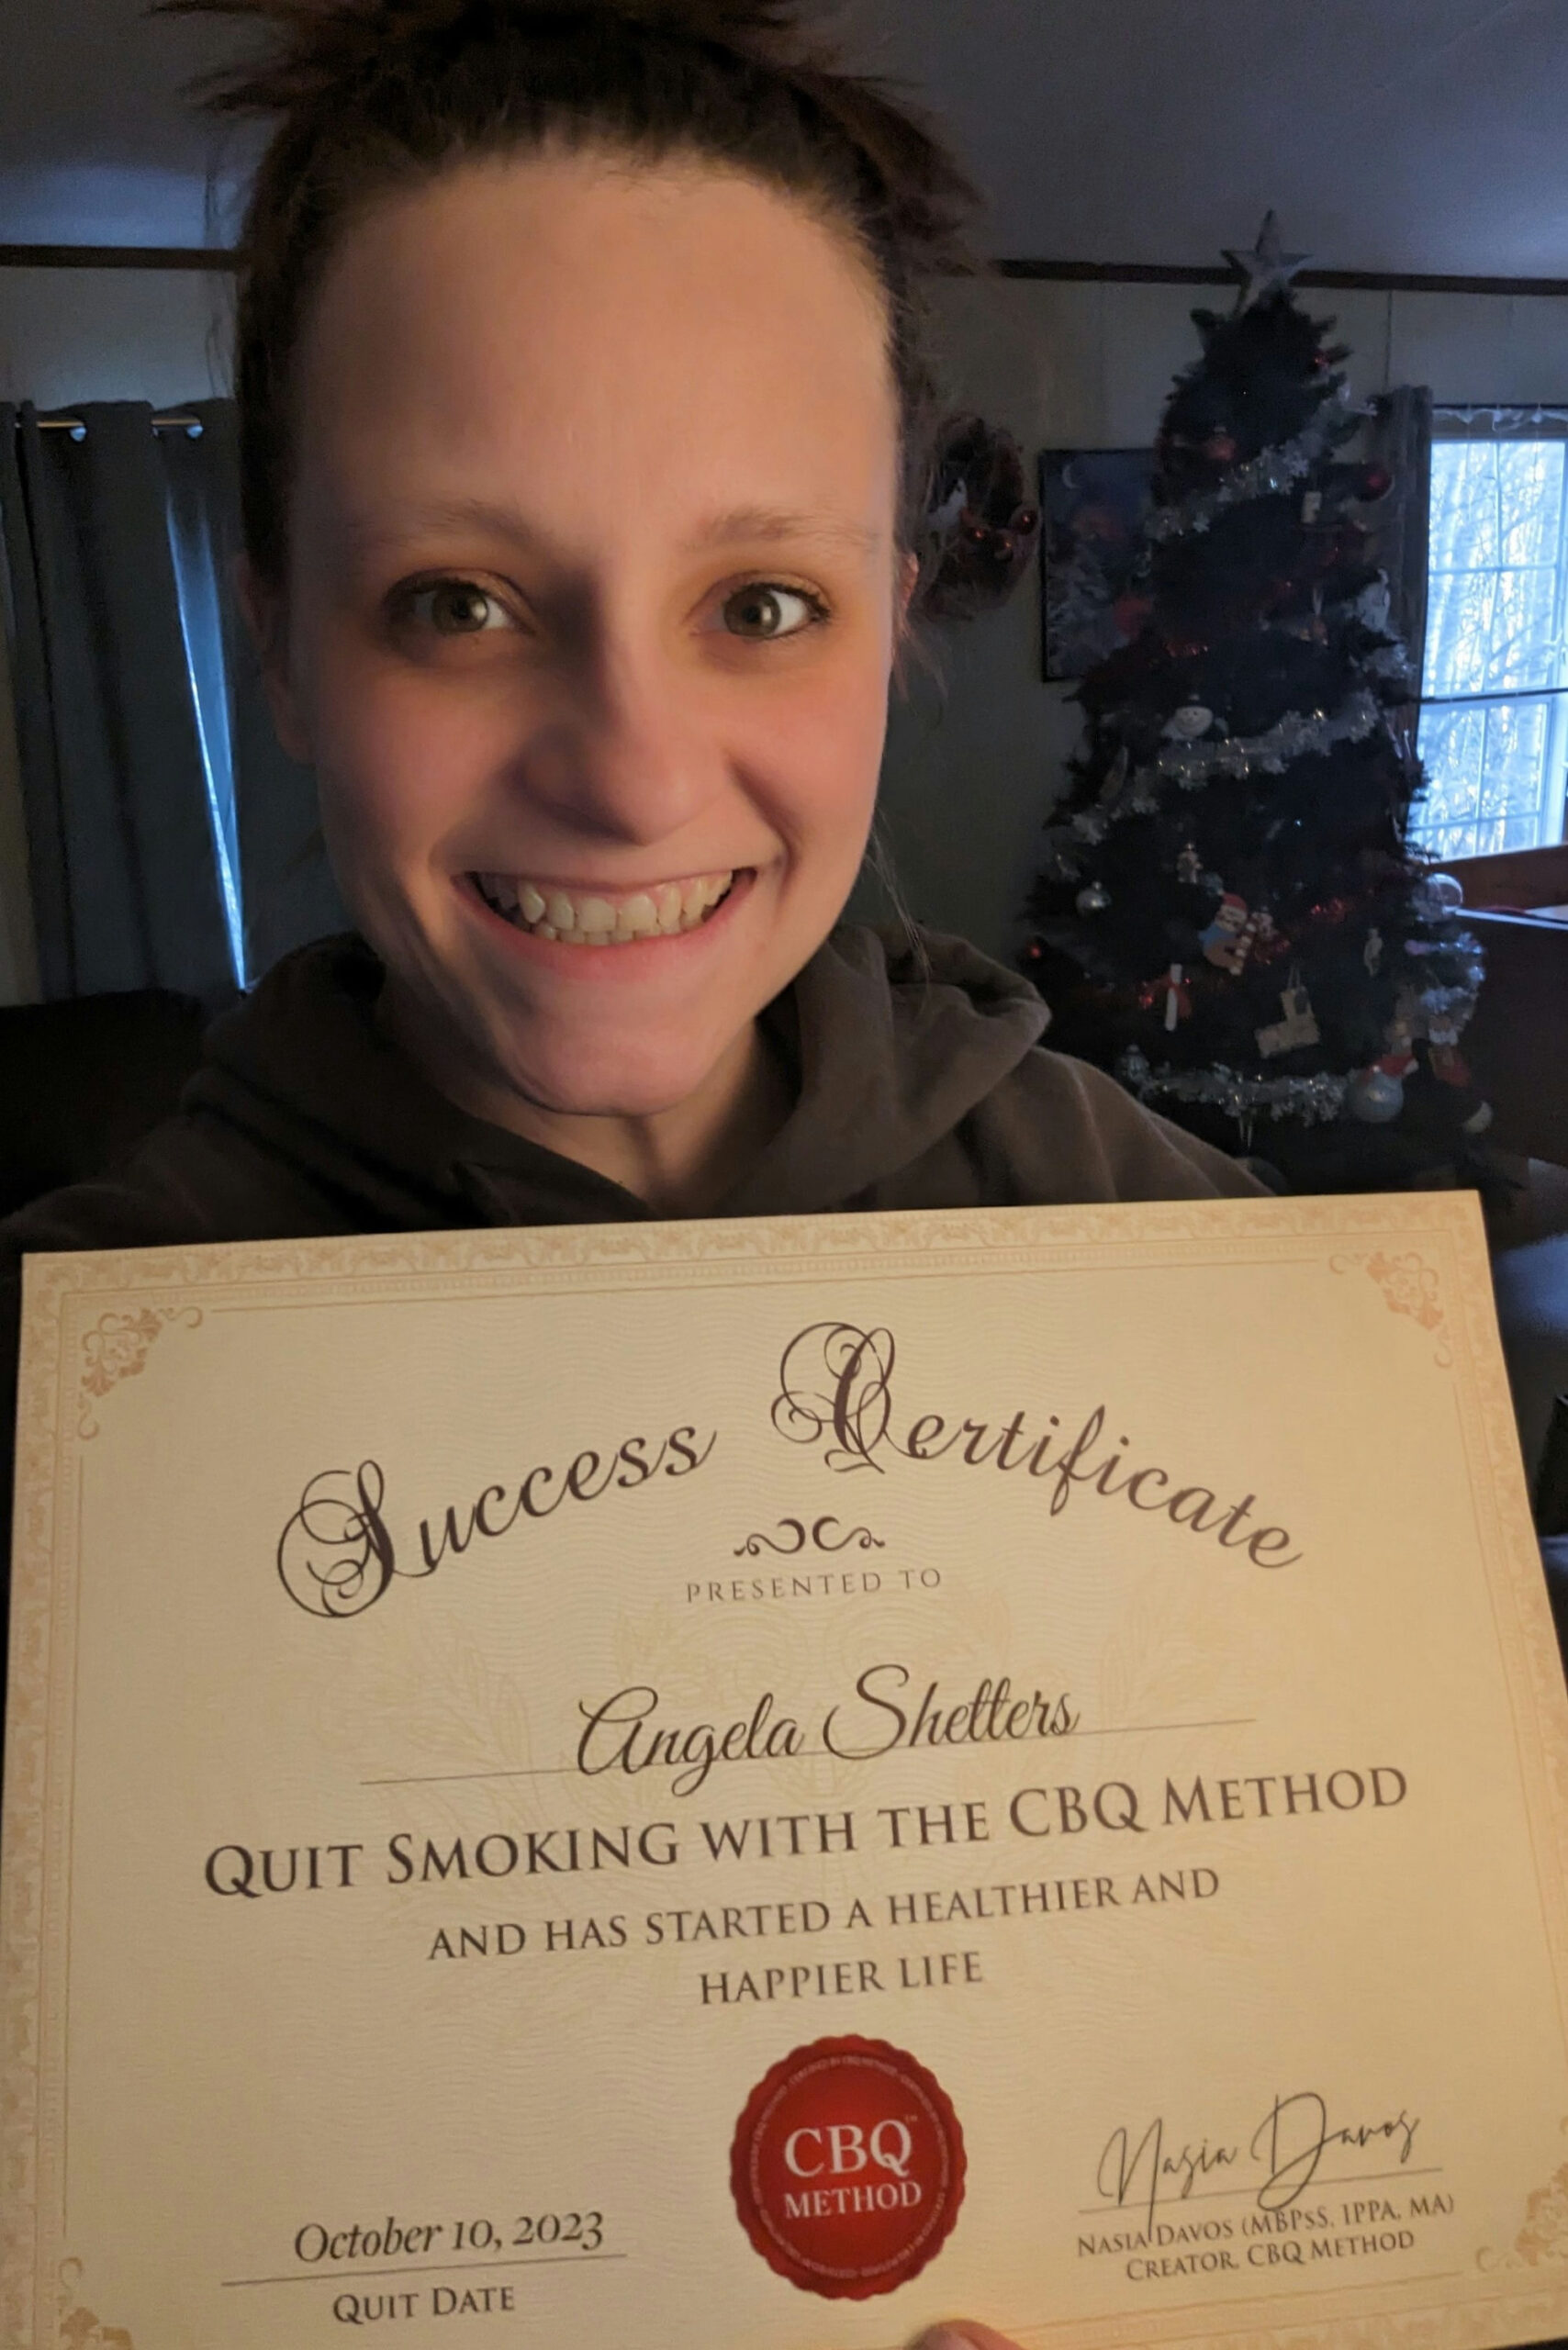 Success Certificate
PRESENTED TO
Angela Shetters
QUIT SMOKING WITH THE CBQ METHOD
AND HAS STARTED A HEALTHIER AND
HAPPIER LIFE
CBQ™
METHOD
October 10, 2023
QUIT DATE
Nasia Davos
NASIA DAVOS (MBPSS, IPPA, MA)
CREATOR, CBQ METHOD